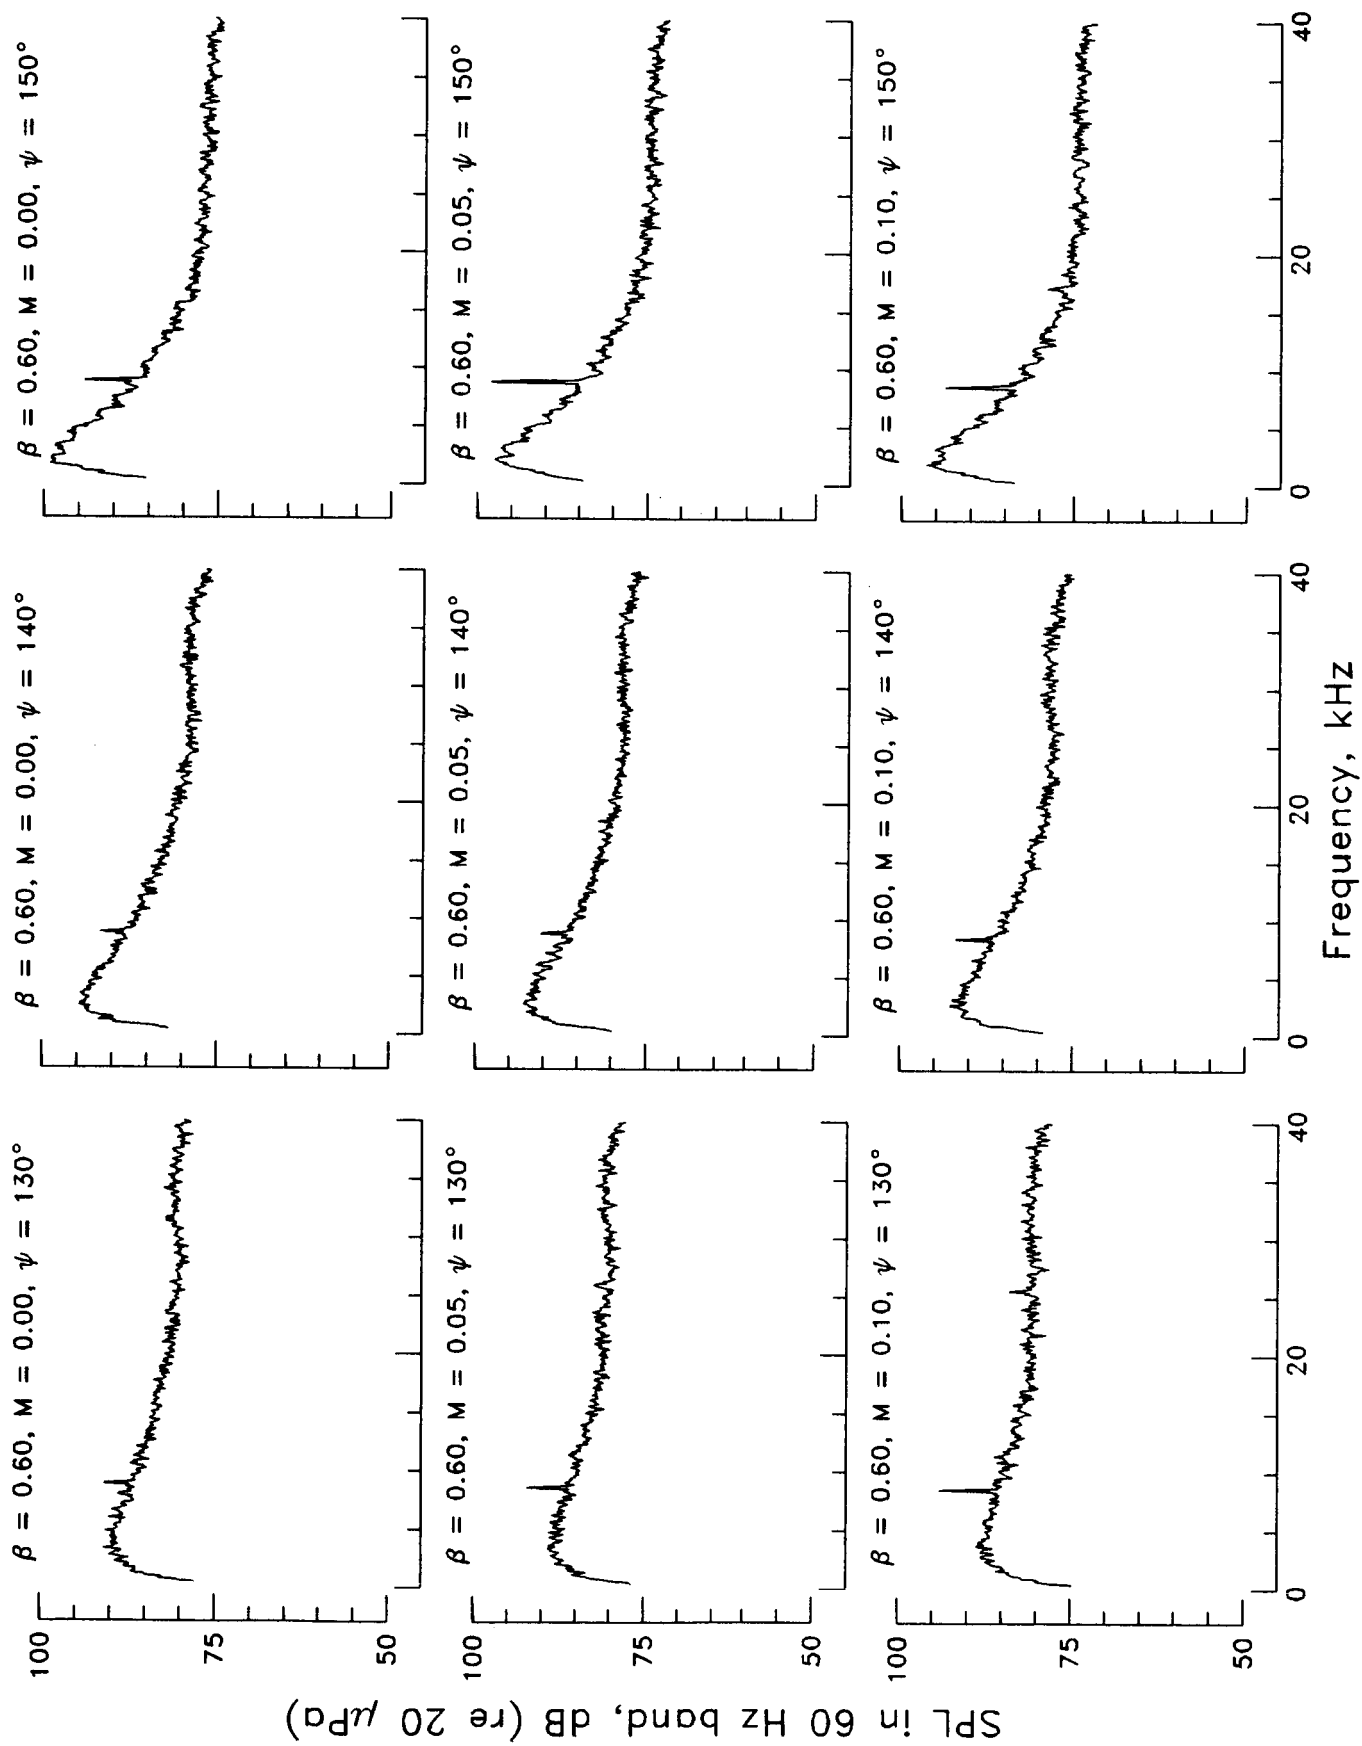 β = 0.60, M = 0.00, ψ = 130°
β = 0.60, M = 0.00, ψ = 140°
β = 0.60, M = 0.00, ψ = 150°
100
75
50
β = 0.60, M = 0.05, ψ = 130°
β = 0.60, M = 0.05, ψ = 140°
β = 0.60, M = 0.05, ψ = 150°
100
75
50
β = 0.60, M = 0.10, ψ = 130°
β = 0.60, M = 0.10, ψ = 140°
β = 0.60, M = 0.10, ψ = 150°
100
75
50
0 20 40
0 20 40
0 20 40
SPL in 60 Hz band, dB (re 20 μPa)
Frequency, kHz